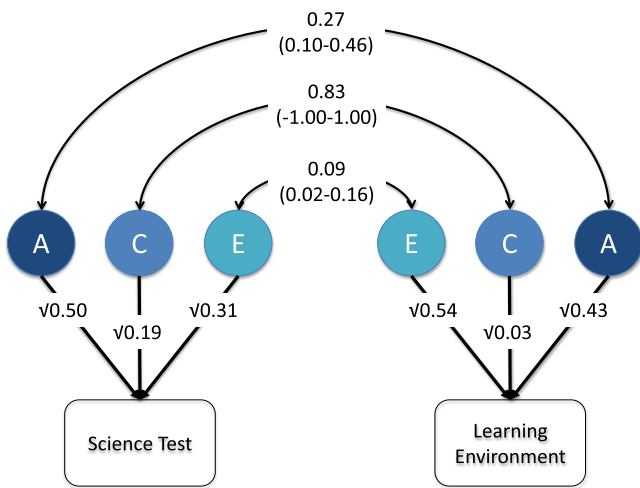 0.27
(0.10-0.46)
0.83
(-1.00-1.00)
0.09
(0.02-0.16)
A C E E C A
√0.50 √0.31 √0.54 √0.43
√0.19 √0.03
Science Test
Learning
Environment